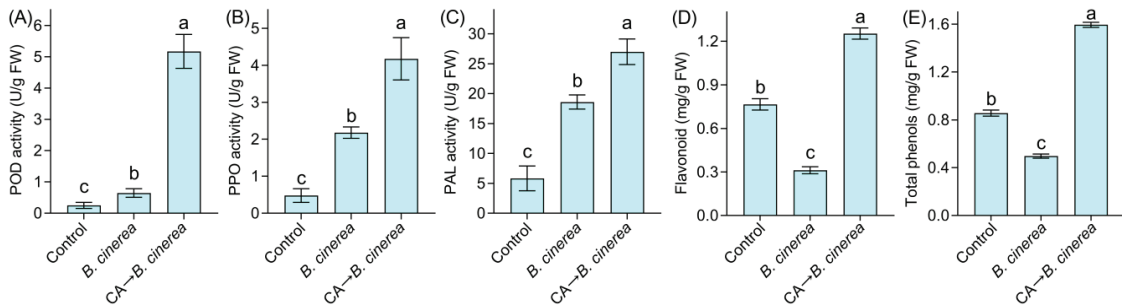 (A)
POD activity (U/g FW)
6
5
4
3
2
1
0
c
b
a
Control
B. cinerea
CA→B. cinerea
(B)
PPO activity (U/g FW)
5
4
3
2
1
0
c
b
a
Control
B. cinerea
CA→B. cinerea
(C)
PAL activity (U/g FW)
30
25
20
15
10
5
0
c
b
a
Control
B. cinerea
CA→B. cinerea
(D)
Flavonoid (mg/g FW)
1.2
0.9
0.6
0.3
0.0
b
c
a
Control
B. cinerea
CA→B. cinerea
(E)
Total phenols (mg/g FW)
1.6
1.2
0.8
0.4
0.0
b
c
a
Control
B. cinerea
CA→B. cinerea